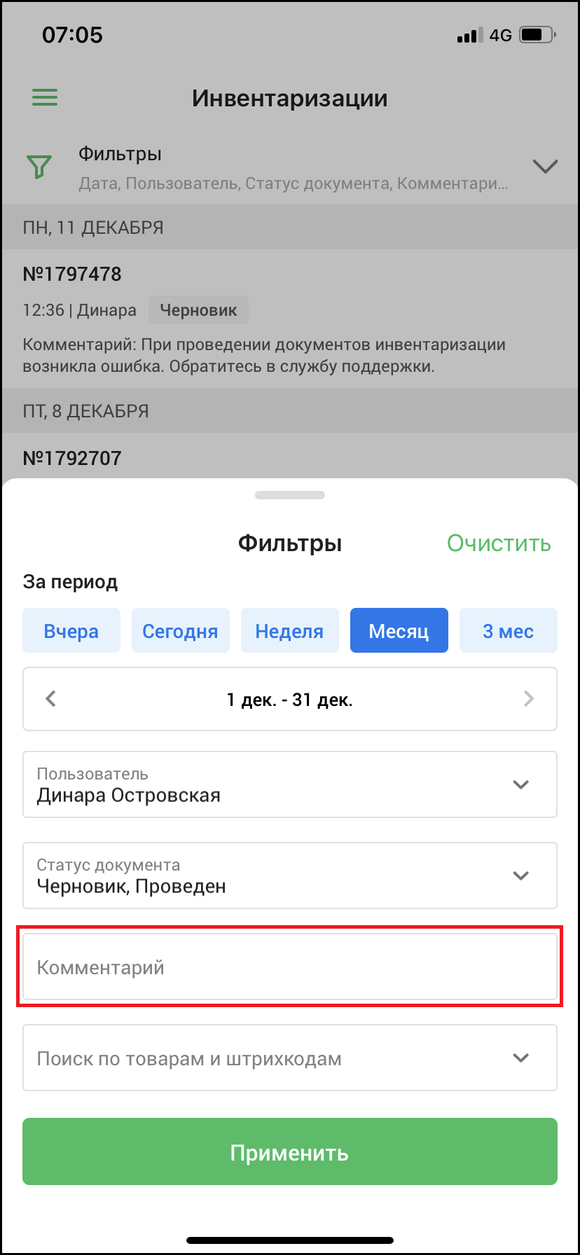 07:05
4G
Инвентаризации
Фильтры
Дата, Пользователь, Статус документа, Комментари...
ПН, 11 ДЕКАБРЯ
№1797478
12:36 | Динара Черновик
Комментарий: При проведении документов инвентаризации
возникла ошибка. Обратитесь в службу поддержки.
ПТ, 8 ДЕКАБРЯ
№1792707
Фильтры
Очистить
За период
Вчера Сегодня Неделя Месяц 3 мес
1 дек. - 31 дек.
Пользователь
Динара Островская
Статус документа
Черновик, Проведен
Комментарий
Поиск по товарам и штрихкодам
Применить